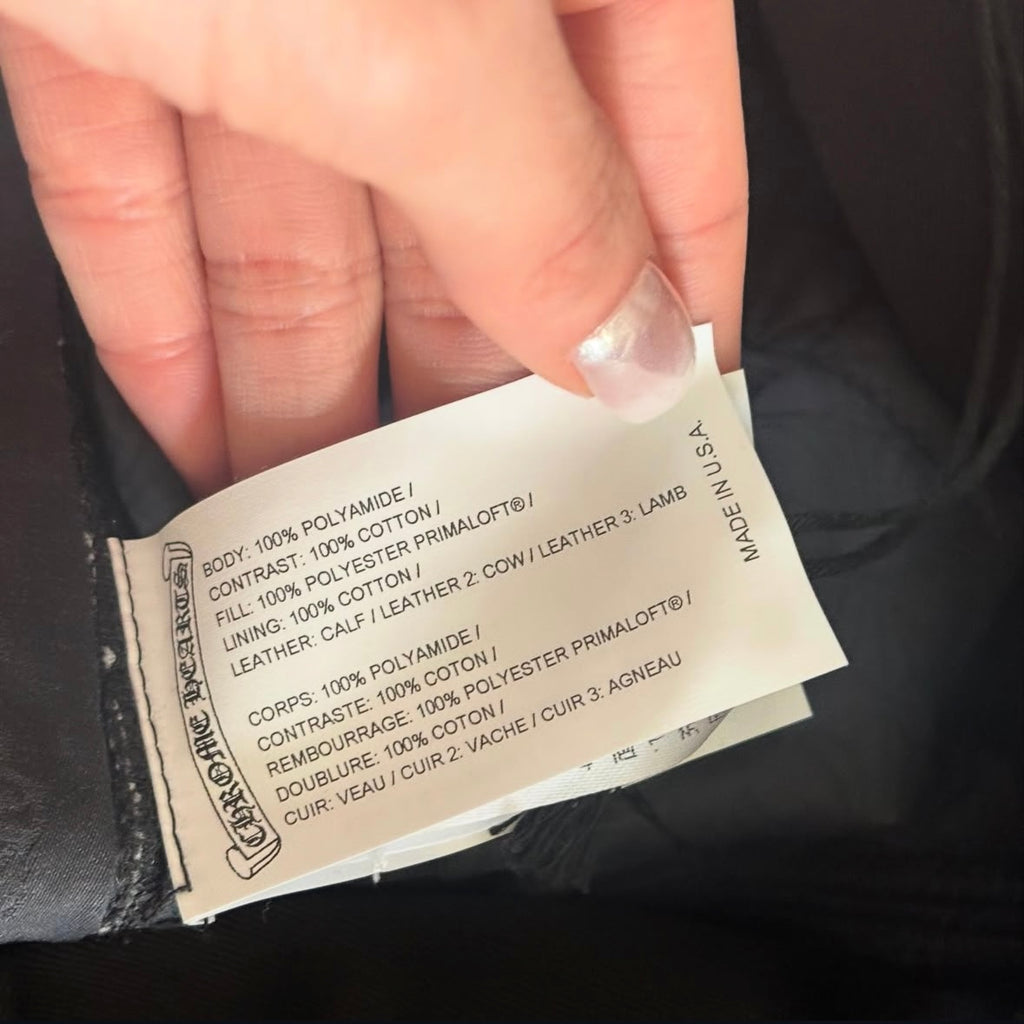 CHROME HEARTS
BODY: 100% POLYAMIDE /
CONTRAST: 100% COTTON /
FILL: 100% POLYESTER PRIMALOFT® /
LINING: 100% COTTON /
LEATHER: CALF / LEATHER 2: COW / LEATHER 3: LAMB
CORPS: 100% POLYAMIDE /
CONTRASTE: 100% COTON /
REMBOURRAGE: 100% POLYESTER PRIMALOFT® /
DOUBLURE: 100% COTON /
CUIR: VEAU / CUIR 2: VACHE / CUIR 3: AGNEAU
MADE IN U.S.A.